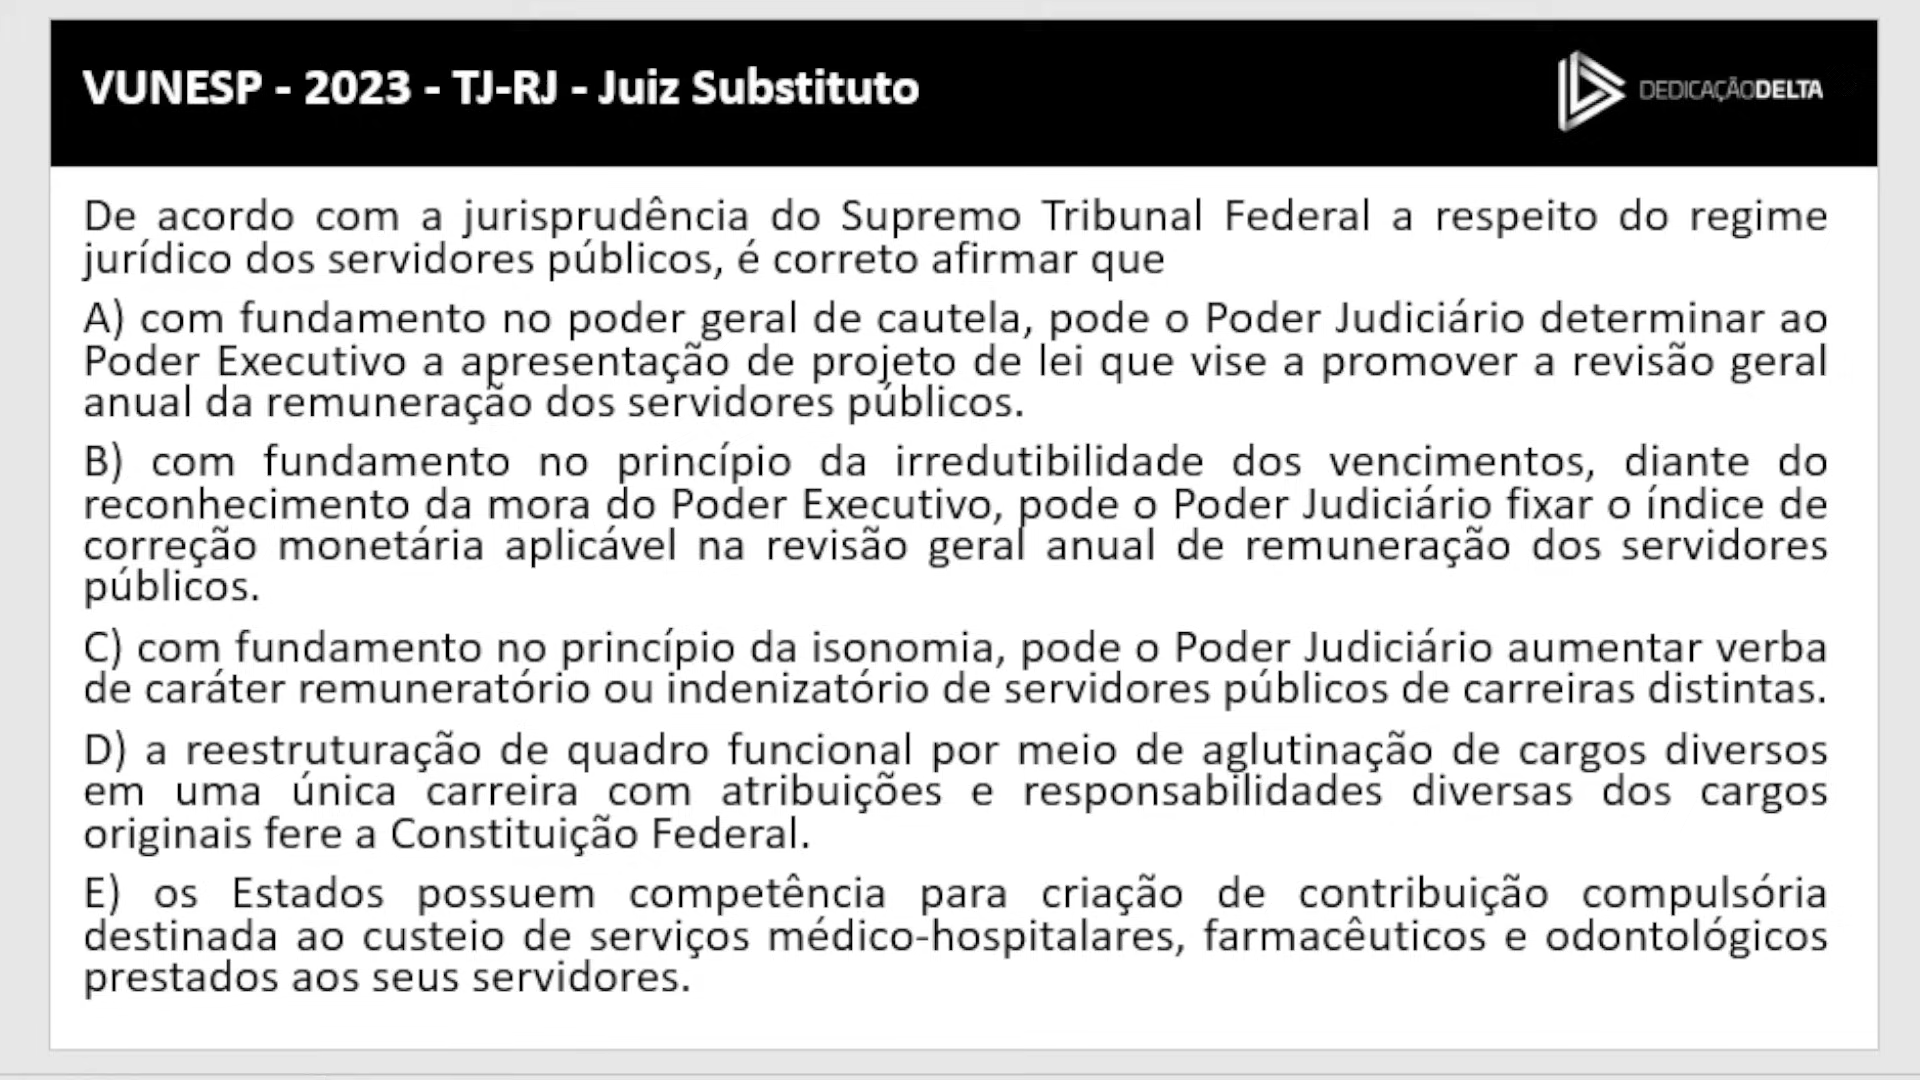 VUNESP - 2023 - TJ-RJ - Juiz Substituto
DEDICAÇÃODELTA
De acordo com a jurisprudência do Supremo Tribunal Federal a respeito do regime
jurídico dos servidores públicos, é correto afirmar que
A) com fundamento no poder geral de cautela, pode o Poder Judiciário determinar ao
Poder Executivo a apresentação de projeto de lei que vise a promover a revisão geral
anual da remuneração dos servidores públicos.
B) com fundamento no princípio da irredutibilidade dos vencimentos, diante do
reconhecimento da mora do Poder Executivo, pode o Poder Judiciário fixar o índice de
correção monetária aplicável na revisão geral anual de remuneração dos servidores
públicos.
C) com fundamento no princípio da isonomia, pode o Poder Judiciário aumentar verba
de caráter remuneratório ou indenizatório de servidores públicos de carreiras distintas.
D) a reestruturação de quadro funcional por meio de aglutinação de cargos diversos
em uma única carreira com atribuições e responsabilidades diversas dos cargos
originais fere a Constituição Federal.
E) os Estados possuem competência para criação de contribuição compulsória
destinada ao custeio de serviços médico-hospitalares, farmacêuticos e odontológicos
prestados aos seus servidores.